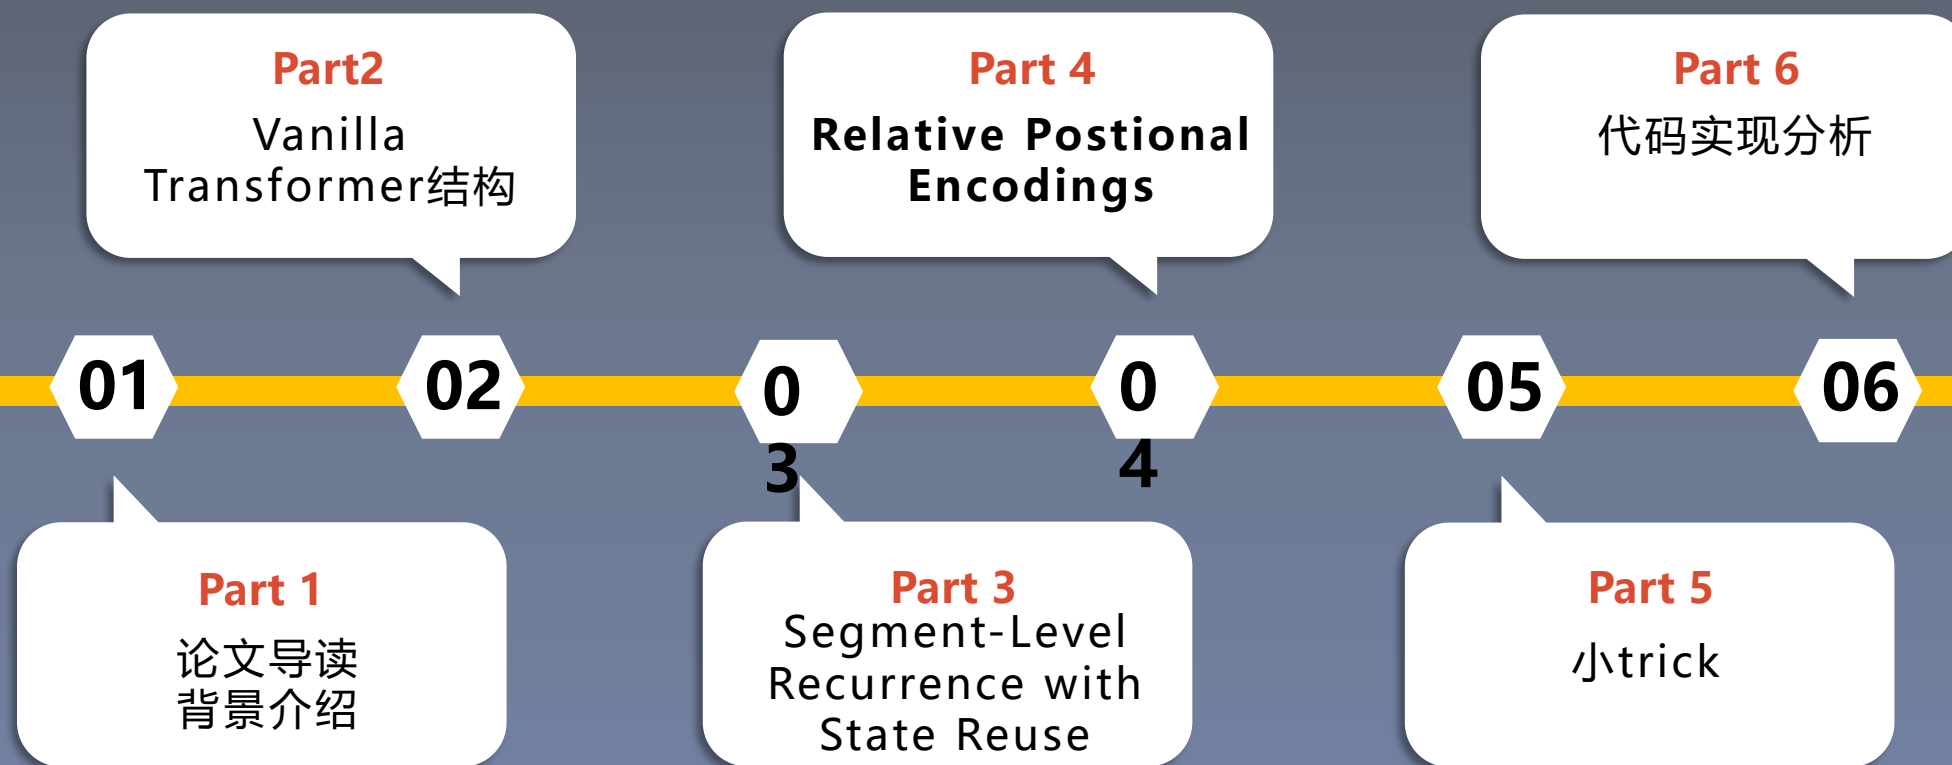 Part2
Vanilla
Transformer结构
Part 4
Relative Postional
Encodings
Part 6
代码实现分析
01
02
0
3
0
4
05
06
Part 1
论文导读
背景介绍
Part 3
Segment-Level
Recurrence with
State Reuse
Part 5
小trick